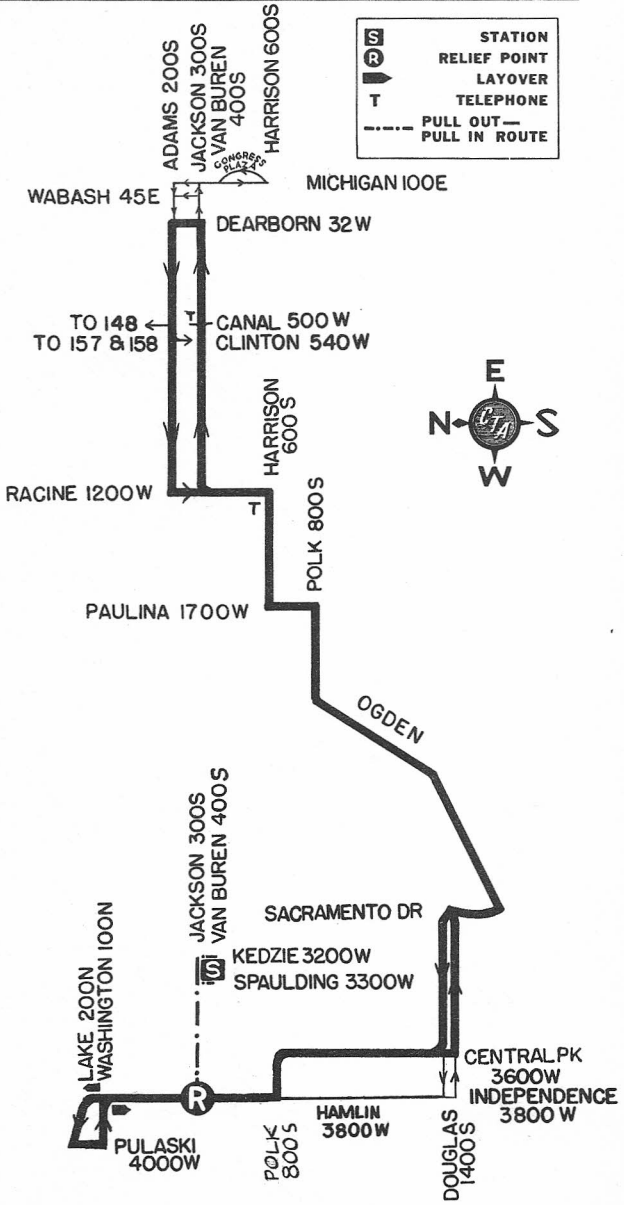 S STATION
R RELIEF POINT
LAYOVER
T TELEPHONE
PULL OUT—
PULL IN ROUTE
ADAMS 200S
JACKSON 300S
VAN BUREN
400S
HARRISON 600S
CONGRESS
PLAZA
MICHIGAN 100E
WABASH 45E
DEARBORN 32W
TO 148
T
CANAL 500W
TO 157 & 158
CLINTON 540W
E
N
CTA
S
W
HARRISON
600S
RACINE 1200W
T
POLK 800S
PAULINA 1700W
OGDEN
JACKSON 300S
VAN BUREN 400S
SACRAMENTO DR
S
KEDZIE 3200W
SPAULDING 3300W
LAKE 200N
WASHINGTON 100N
CENTRAL PK
3600W
INDEPENDENCE
3800W
R
HAMLIN
3800W
PULASKI
4000W
POLK
800S
DOUGLAS
1400S